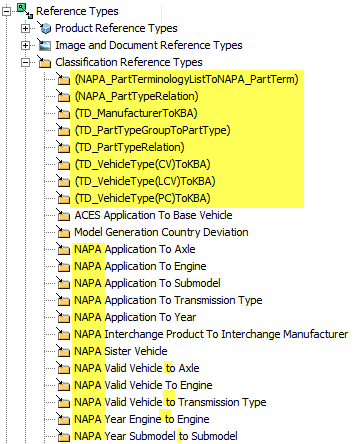 Reference Types
Product Reference Types
Image and Document Reference Types
Classification Reference Types
(NAPA_PartTerminologyListToNAPA_PartTerm)
(NAPA_PartTypeRelation)
(TD_ManufacturerToKBA)
(TD_PartTypeGroupToPartType)
(TD_PartTypeRelation)
(TD_VehicleType(CV)ToKBA)
(TD_VehicleType(LCV)ToKBA)
(TD_VehicleType(PC)ToKBA)
ACES Application To Base Vehicle
Model Generation Country Deviation
NAPA Application To Axle
NAPA Application To Engine
NAPA Application To Submodel
NAPA Application To Transmission Type
NAPA Application To Year
NAPA Interchange Product To Interchange Manufacturer
NAPA Sister Vehicle
NAPA Valid Vehicle to Axle
NAPA Valid Vehicle To Engine
NAPA Valid Vehicle to Transmission Type
NAPA Year Engine to Engine
NAPA Year Submodel to Submodel